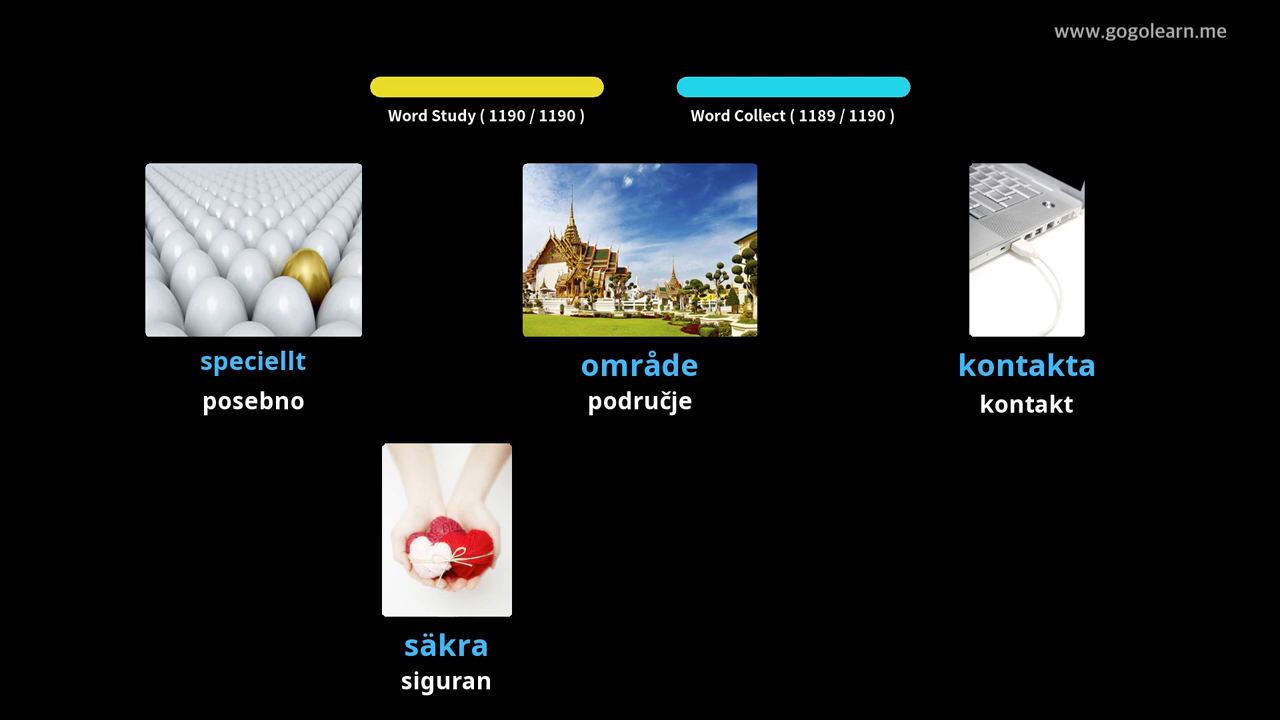 www.gogolearn.me
Word Study ( 1190 / 1190 )
Word Collect ( 1189 / 1190 )
speciellt
posebno
område
područje
kontakta
kontakt
säkra
siguran